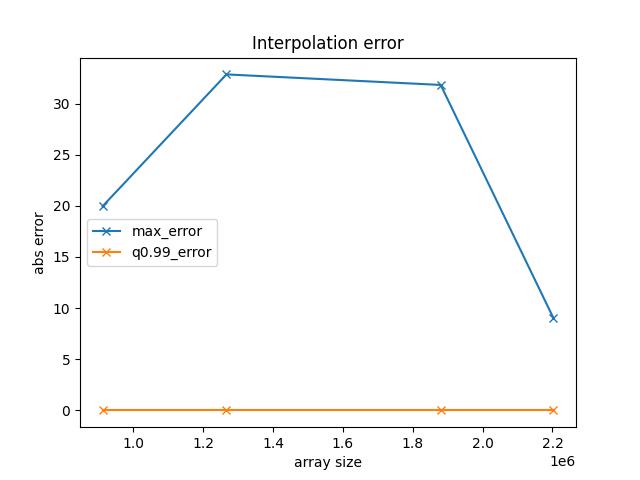 Interpolation error
abs error
30
25
20
15
10
5
0
max_error
q0.99_error
1.0 1.2 1.4 1.6 1.8 2.0 2.2
1e6
array size